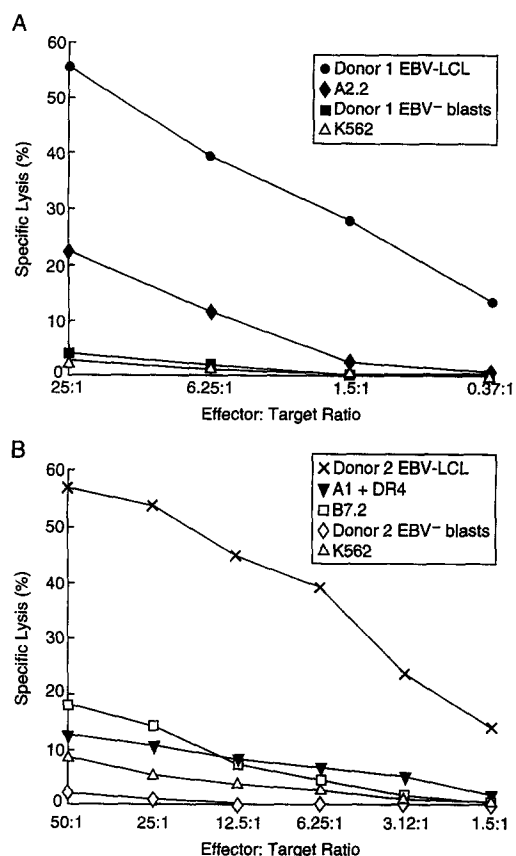 A
60
50
40
30
20
10
0
Specific Lysis (%)
Donor 1 EBV-LCL
A2.2
Donor 1 EBV⁻ blasts
K562
25:1 6.25:1 1.5:1 0.37:1
Effector: Target Ratio
B
60
50
40
30
20
10
0
Specific Lysis (%)
Donor 2 EBV-LCL
A1 + DR4
B7.2
Donor 2 EBV⁻ blasts
K562
50:1 25:1 12.5:1 6.25:1 3.12:1 1.5:1
Effector: Target Ratio